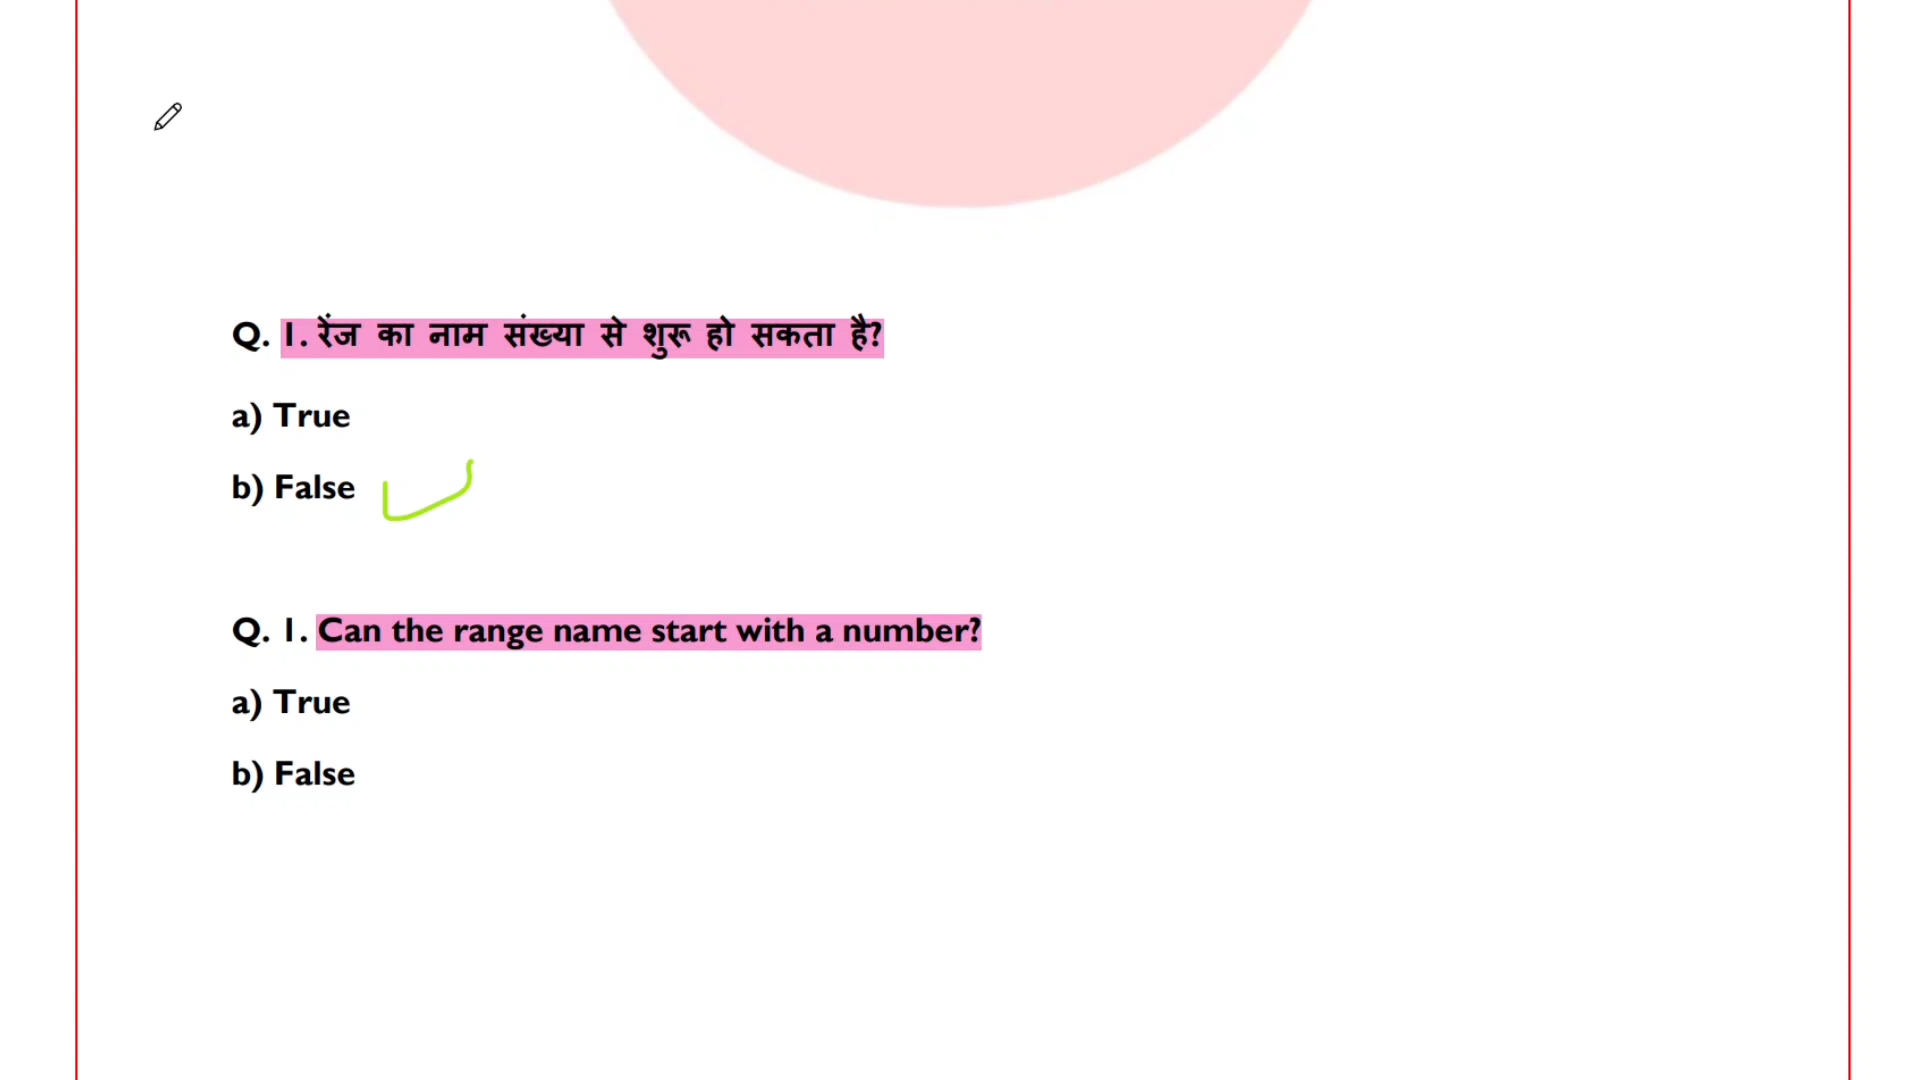 Q. 1. रेंज का नाम संख्या से शुरू हो सकता है?
a) True
b) False
Q. 1. Can the range name start with a number?
a) True
b) False